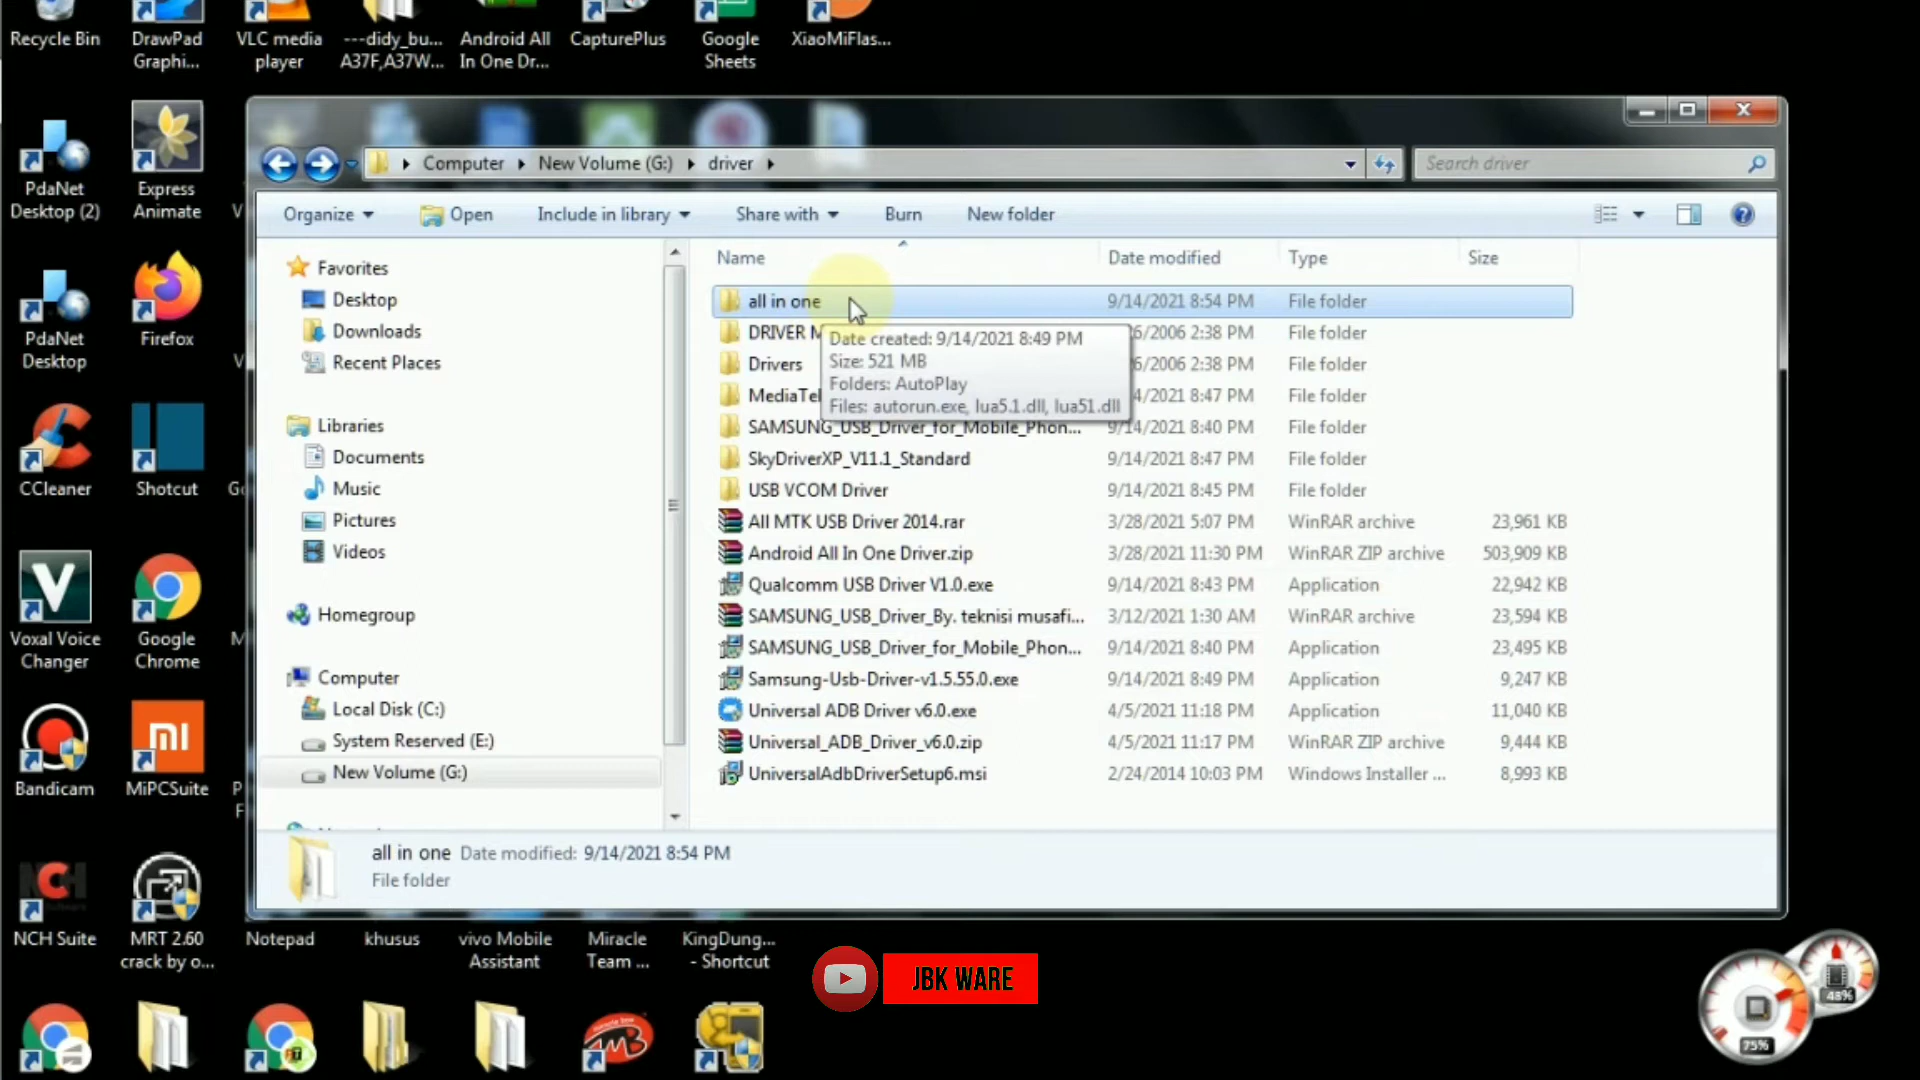 Recycle Bin
DrawPad
Graphi...
VLC media
player
---didy_bu...
A37F,A37W...
Android All
In One Dr...
CapturePlus
Google
Sheets
XiaoMiFlas...
PdaNet
Desktop (2)
Express
Animate
PdaNet
Desktop
Firefox
CCleaner
Shotcut
Voxal Voice
Changer
Google
Chrome
Bandicam
MiPCSuite
NCH Suite
MRT 2.60
crack by o...
Notepad
khusus
vivo Mobile
Assistant
Miracle
Team ...
KingDung...
- Shortcut
Computer New Volume (G:) driver
Search driver
Organize Open Include in library Share with Burn New folder
Favorites
Desktop
Downloads
Recent Places
Libraries
Documents
Music
Pictures
Videos
Homegroup
Computer
Local Disk (C:)
System Reserved (E:)
New Volume (G:)
Name Date modified Type Size
all in one 9/14/2021 8:54 PM File folder
DRIVER M 6/2006 2:38 PM File folder
Drivers 6/2006 2:38 PM File folder
MediaTe 9/14/2021 8:47 PM File folder
SAMSUNG_USB_Driver_for_Mobile_Phon... 9/14/2021 8:40 PM File folder
SkyDriverXP_V11.1_Standard 9/14/2021 8:47 PM File folder
USB VCOM Driver 9/14/2021 8:45 PM File folder
All MTK USB Driver 2014.rar 3/28/2021 5:07 PM WinRAR archive 23,961 KB
Android All In One Driver.zip 3/28/2021 11:30 PM WinRAR ZIP archive 503,909 KB
Qualcomm USB Driver V1.0.exe 9/14/2021 8:43 PM Application 22,942 KB
SAMSUNG_USB_Driver_By. teknisi musafi... 3/12/2021 1:30 AM WinRAR archive 23,594 KB
SAMSUNG_USB_Driver_for_Mobile_Phon... 9/14/2021 8:40 PM Application 23,495 KB
Samsung-Usb-Driver-v1.5.55.0.exe 9/14/2021 8:49 PM Application 9,247 KB
Universal ADB Driver v6.0.exe 4/5/2021 11:18 PM Application 11,040 KB
Universal_ADB_Driver_v6.0.zip 4/5/2021 11:17 PM WinRAR ZIP archive 9,444 KB
UniversalAdbDriverSetup6.msi 2/24/2014 10:03 PM Windows Installer ... 8,993 KB
Date created: 9/14/2021 8:49 PM
Size: 521 MB
Folders: AutoPlay
Files: autorun.exe, lua5.1.dll, lua51.dll
all in one Date modified: 9/14/2021 8:54 PM
File folder
JBK WARE
48%
75%